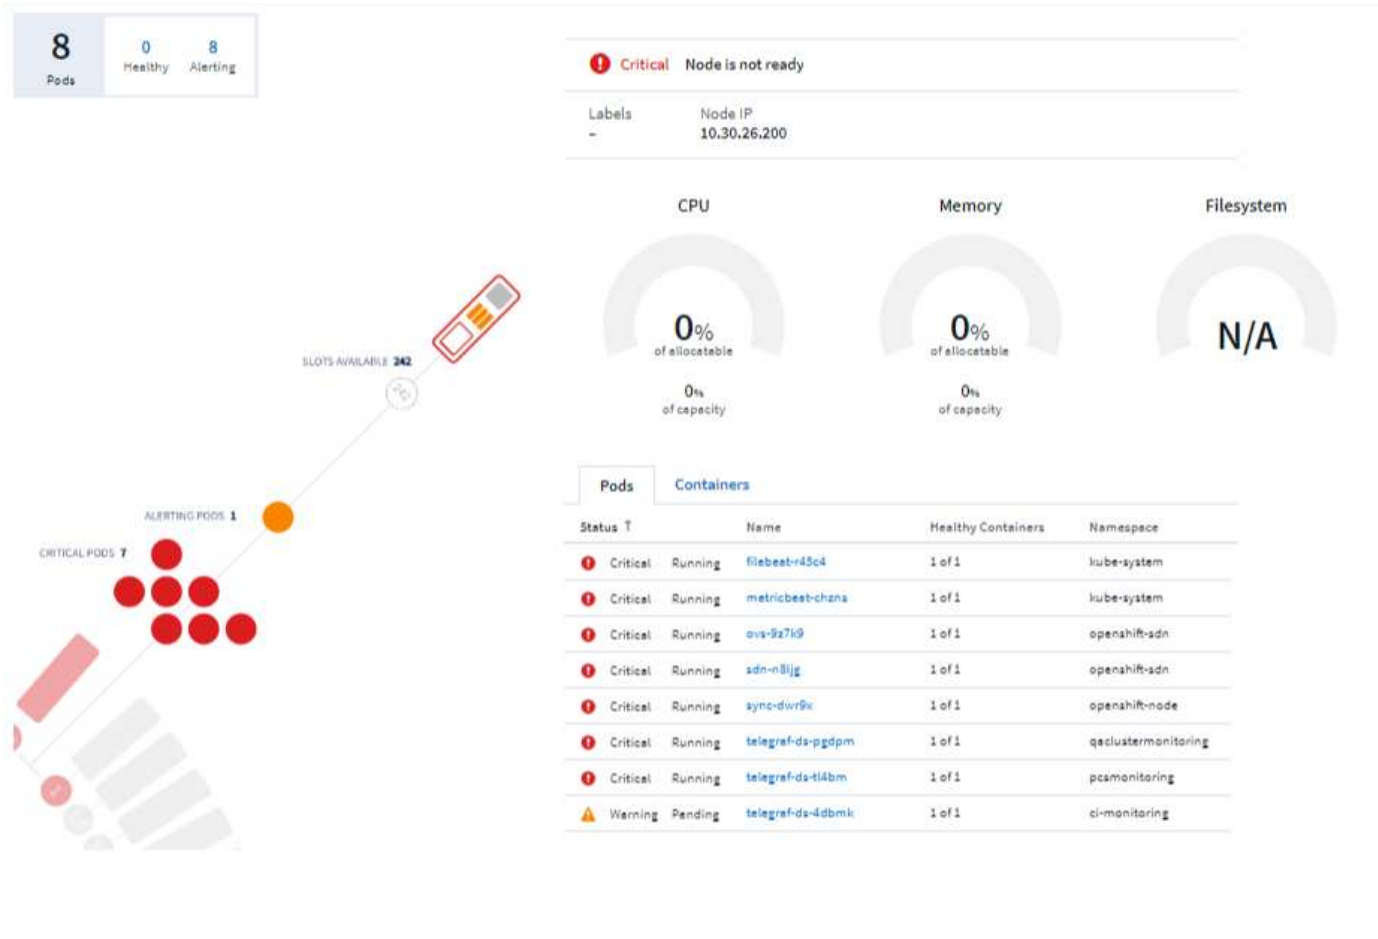 8
Pods
0
Healthy
8
Alerting
Critical Node is not ready
Labels
-
Node IP
10.30.26.200
CPU
Memory
Filesystem
0%
of allocatable
0%
of capacity
0%
of allocatable
0%
of capacity
N/A
SLOTS AVAILABLE 242
ALERTING PODS 1
CRITICAL PODS 7
Pods Containers
Status ↑ Name Healthy Containers Namespace
Critical Running filebeat-r45c4 1 of 1 kube-system
Critical Running metricbeat-chzns 1 of 1 kube-system
Critical Running ovs-9z7k9 1 of 1 openshift-sdn
Critical Running sdn-n8ljg 1 of 1 openshift-sdn
Critical Running sync-dwr9x 1 of 1 openshift-node
Critical Running telegraf-ds-pgdpm 1 of 1 qaclustermonitoring
Critical Running telegraf-ds-tl4bm 1 of 1 pcsmonitoring
Warning Pending telegraf-ds-4dbmk 1 of 1 ci-monitoring